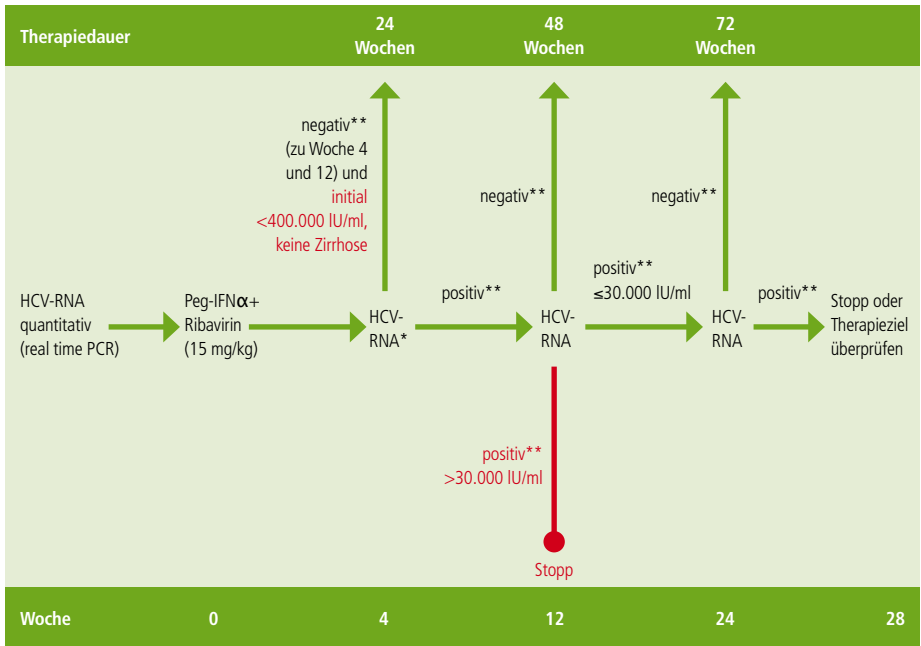 Therapiedauer
24
Wochen
48
Wochen
72
Wochen
negativ**
(zu Woche 4
und 12) und
initial
<400.000 IU/ml,
keine Zirrhose
negativ**
negativ**
HCV-RNA
quantitativ
(real time PCR)
Peg-IFNα+
Ribavirin
(15 mg/kg)
HCV-
RNA*
positiv**
HCV-
RNA
positiv**
≤30.000 IU/ml
HCV-
RNA
positiv**
Stopp oder
Therapieziel
überprüfen
positiv**
>30.000 IU/ml
Stopp
Woche 0 4 12 24 28